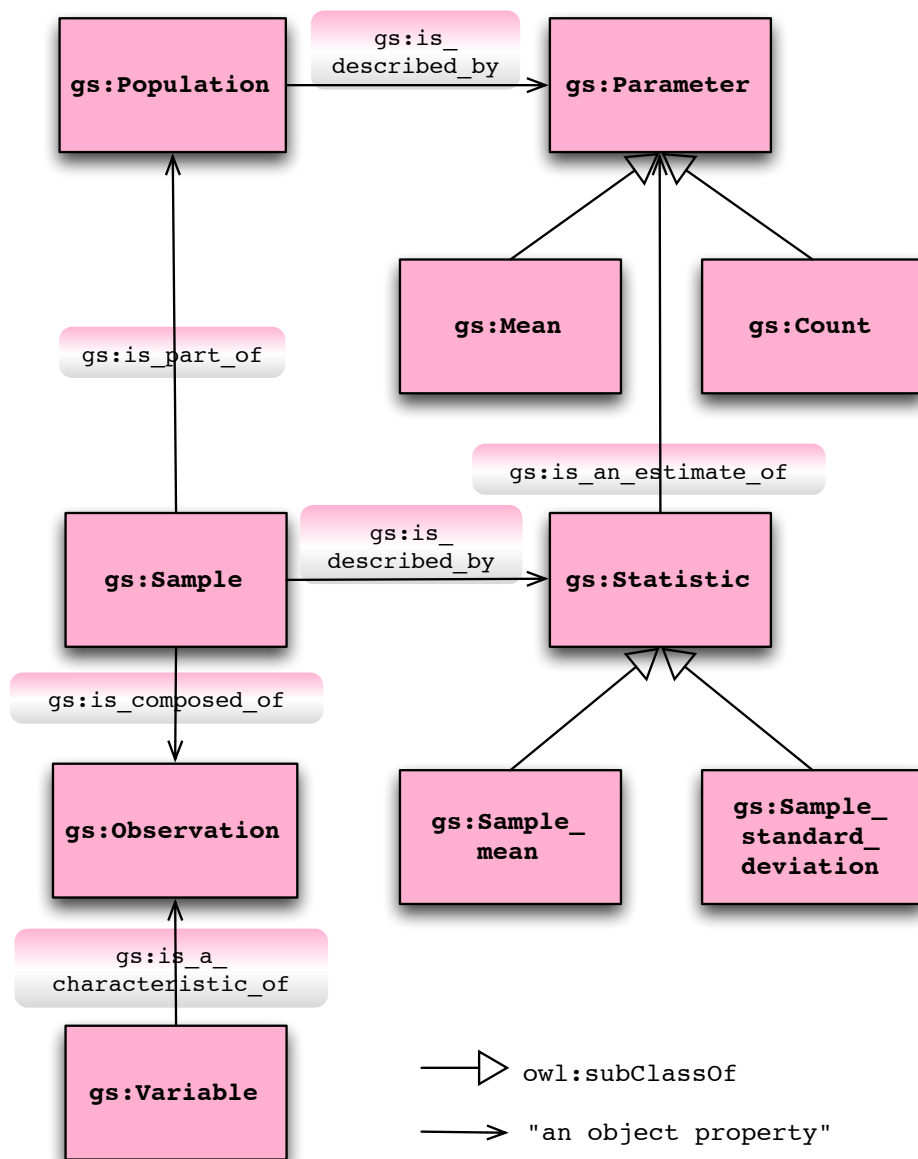 gs:is_
described_by
gs:Population
gs:Parameter
gs:Mean
gs:Count
gs:is_part_of
gs:is_an_estimate_of
gs:is_
described_by
gs:Sample
gs:Statistic
gs:is_composed_of
gs:Observation
gs:Sample_
mean
gs:Sample_
standard_
deviation
gs:is_a_
characteristic_of
gs:Variable
owl:subClassOf
"an object property"